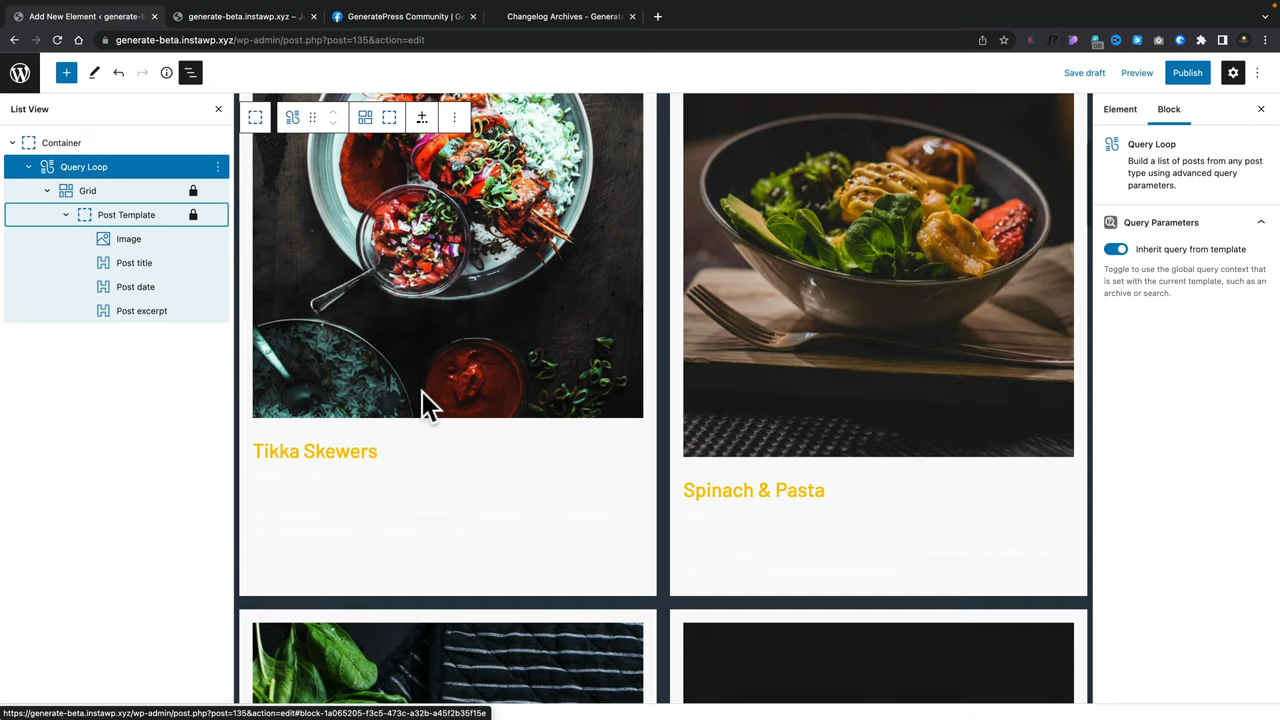 Add New Element ‹ generate-b
generate-beta.instawp.xyz/ – Ju
GeneratePress Community | Ge
Changelog Archives - Generate
generate-beta.instawp.xyz/wp-admin/post.php?post=135&action=edit
Save draft
Preview
Publish
List View
Element
Block
Container
Query Loop
Grid
Post Template
Image
Post title
Post date
Post excerpt
Query Loop
Build a list of posts from any post
type using advanced query
parameters.
Query Parameters
Inherit query from template
Toggle to use the global query context that
is set with the current template, such as an
archive or search.
Tikka Skewers
Spinach & Pasta
https://generate-beta.instawp.xyz/wp-admin/post.php?post=135&action=edit#block-1a065205-f3c5-473c-a32b-a45f2b35f15e